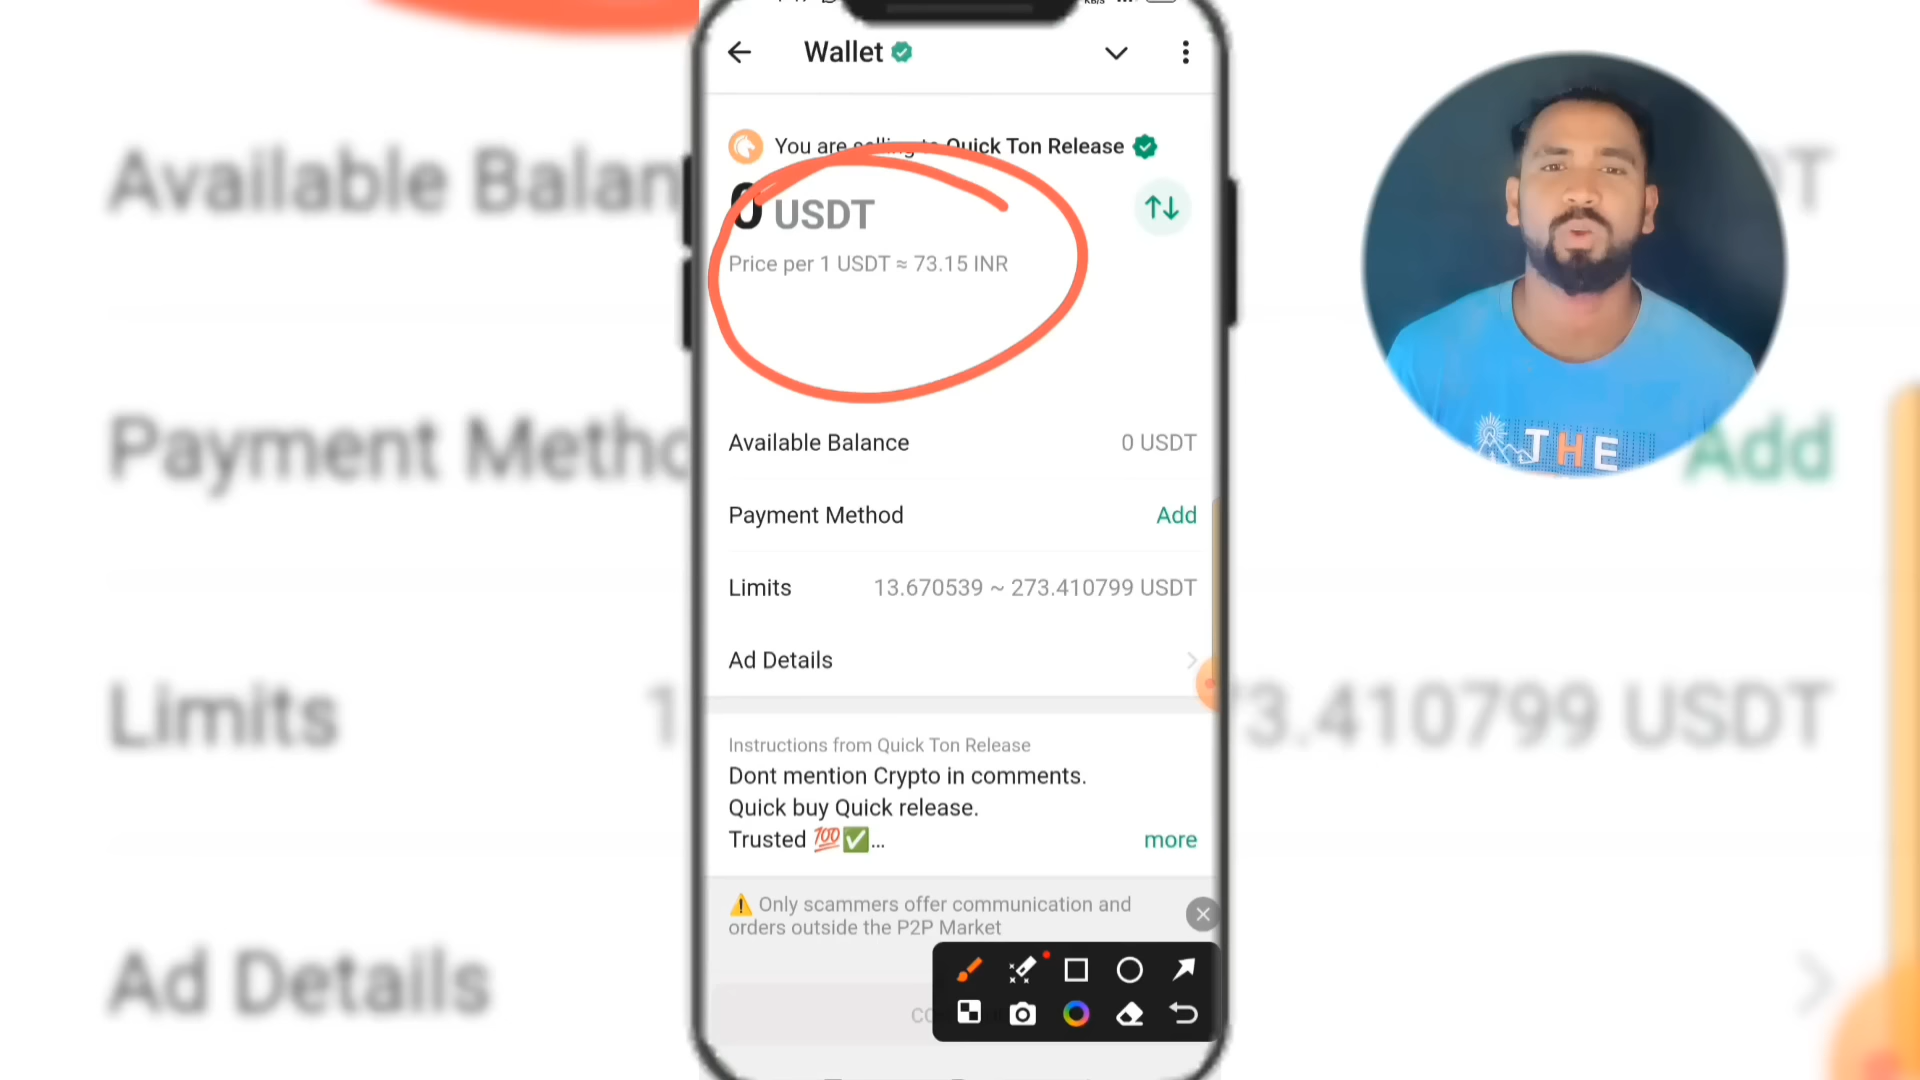 Wallet
You are selling to Quick Ton Release
0 USDT
Price per 1 USDT ≈ 73.15 INR
Available Balance 0 USDT
Payment Method Add
Limits 13.670539 ~ 273.410799 USDT
Ad Details
Instructions from Quick Ton Release
Dont mention Crypto in comments.
Quick buy Quick release.
Trusted 💯✅... more
⚠️ Only scammers offer communication and
orders outside the P2P Market
THE
Available Balan
Payment Metho
Add
Limits
73.410799 USDT
Ad Details